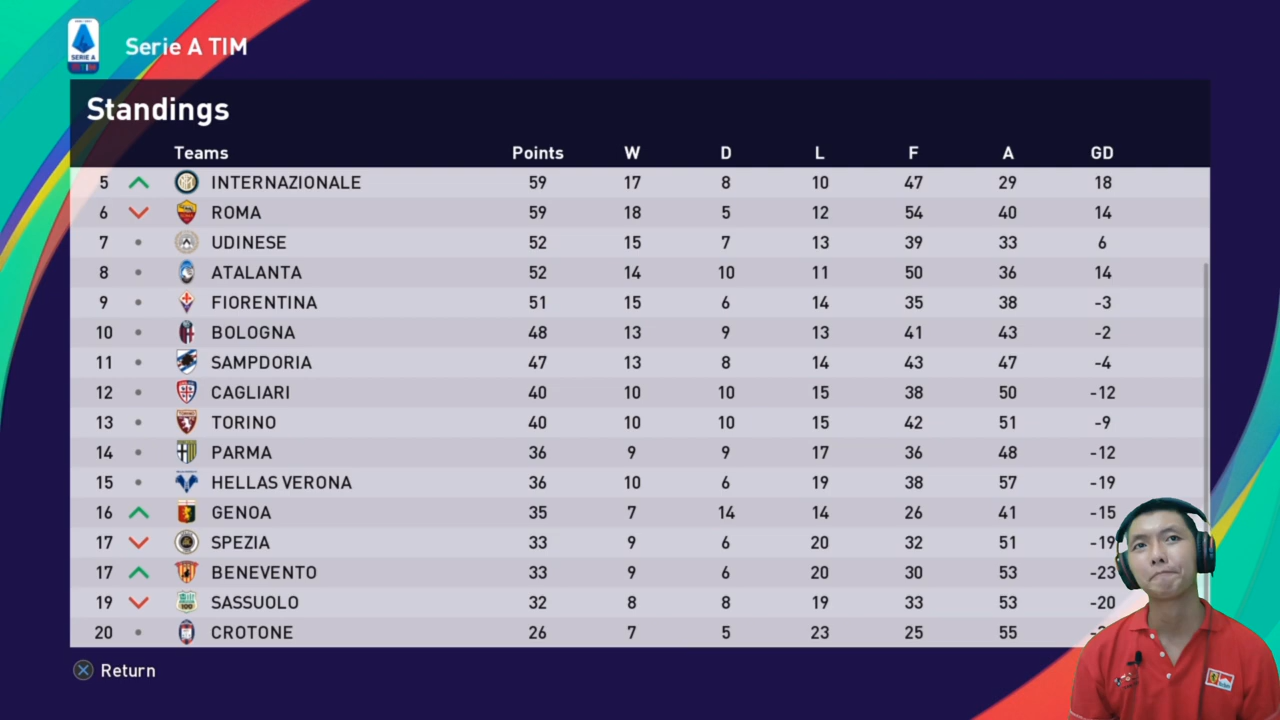 SERIE A
TIM
Serie A TIM
Standings
Teams Points W D L F A GD
5 INTERNAZIONALE 59 17 8 10 47 29 18
6 ROMA 59 18 5 12 54 40 14
7 UDINESE 52 15 7 13 39 33 6
8 ATALANTA 52 14 10 11 50 36 14
9 FIORENTINA 51 15 6 14 35 38 -3
10 BOLOGNA 48 13 9 13 41 43 -2
11 SAMPDORIA 47 13 8 14 43 47 -4
12 CAGLIARI 40 10 10 15 38 50 -12
13 TORINO 40 10 10 15 42 51 -9
14 PARMA 36 9 9 17 36 48 -12
15 HELLAS VERONA 36 10 6 19 38 57 -19
16 GENOA 35 7 14 14 26 41 -15
17 SPEZIA 33 9 6 20 32 51 -19
17 BENEVENTO 33 9 6 20 30 53 -23
19 SASSUOLO 32 8 8 19 33 53 -20
20 CROTONE 26 7 5 23 25 55
Return